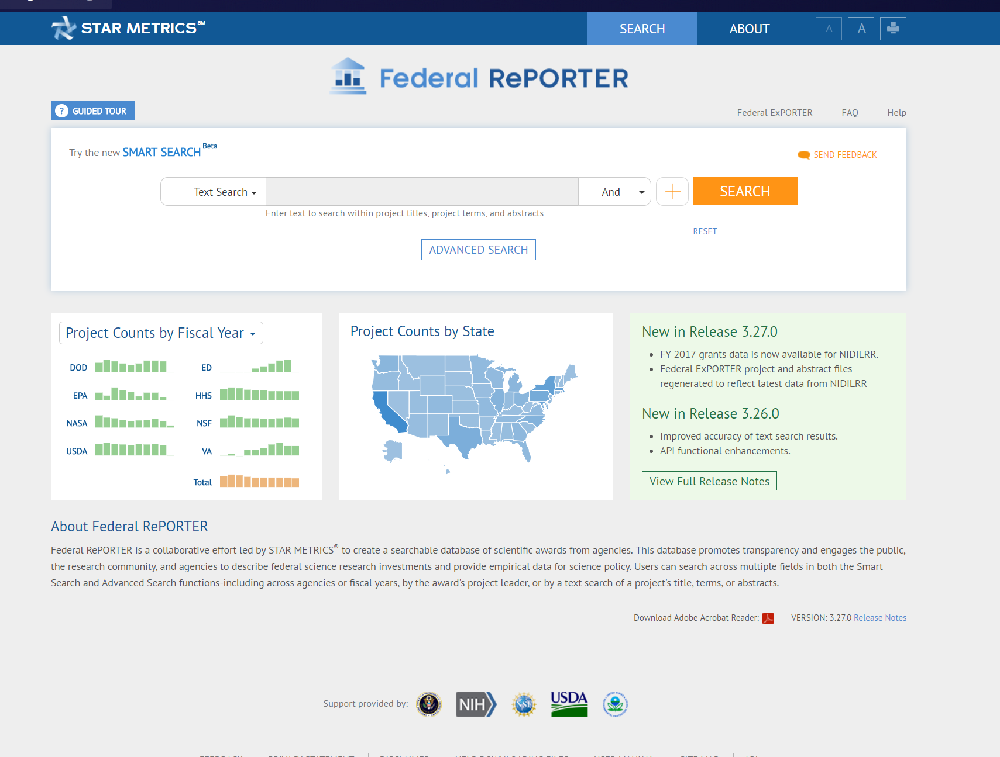 STAR METRICS℠
SEARCH
ABOUT
A
A
Federal RePORTER
? GUIDED TOUR
Federal ExPORTER
FAQ
Help
Try the new SMART SEARCH Beta
SEND FEEDBACK
Text Search
And
SEARCH
Enter text to search within project titles, project terms, and abstracts
RESET
ADVANCED SEARCH
Project Counts by Fiscal Year
DOD
ED
EPA
HHS
NASA
NSF
USDA
VA
Total
Project Counts by State
New in Release 3.27.0
• FY 2017 grants data is now available for NIDILRR.
• Federal ExPORTER project and abstract files
regenerated to reflect latest data from NIDILRR
New in Release 3.26.0
• Improved accuracy of text search results.
• API functional enhancements.
View Full Release Notes
About Federal RePORTER
Federal RePORTER is a collaborative effort led by STAR METRICS® to create a searchable database of scientific awards from agencies. This database promotes transparency and engages the public,
the research community, and agencies to describe federal science research investments and provide empirical data for science policy. Users can search across multiple fields in both the Smart
Search and Advanced Search functions-including across agencies or fiscal years, by the award's project leader, or by a text search of a project's title, terms, or abstracts.
Download Adobe Acrobat Reader:
VERSION: 3.27.0 Release Notes
Support provided by:
NIH
NSF
USDA